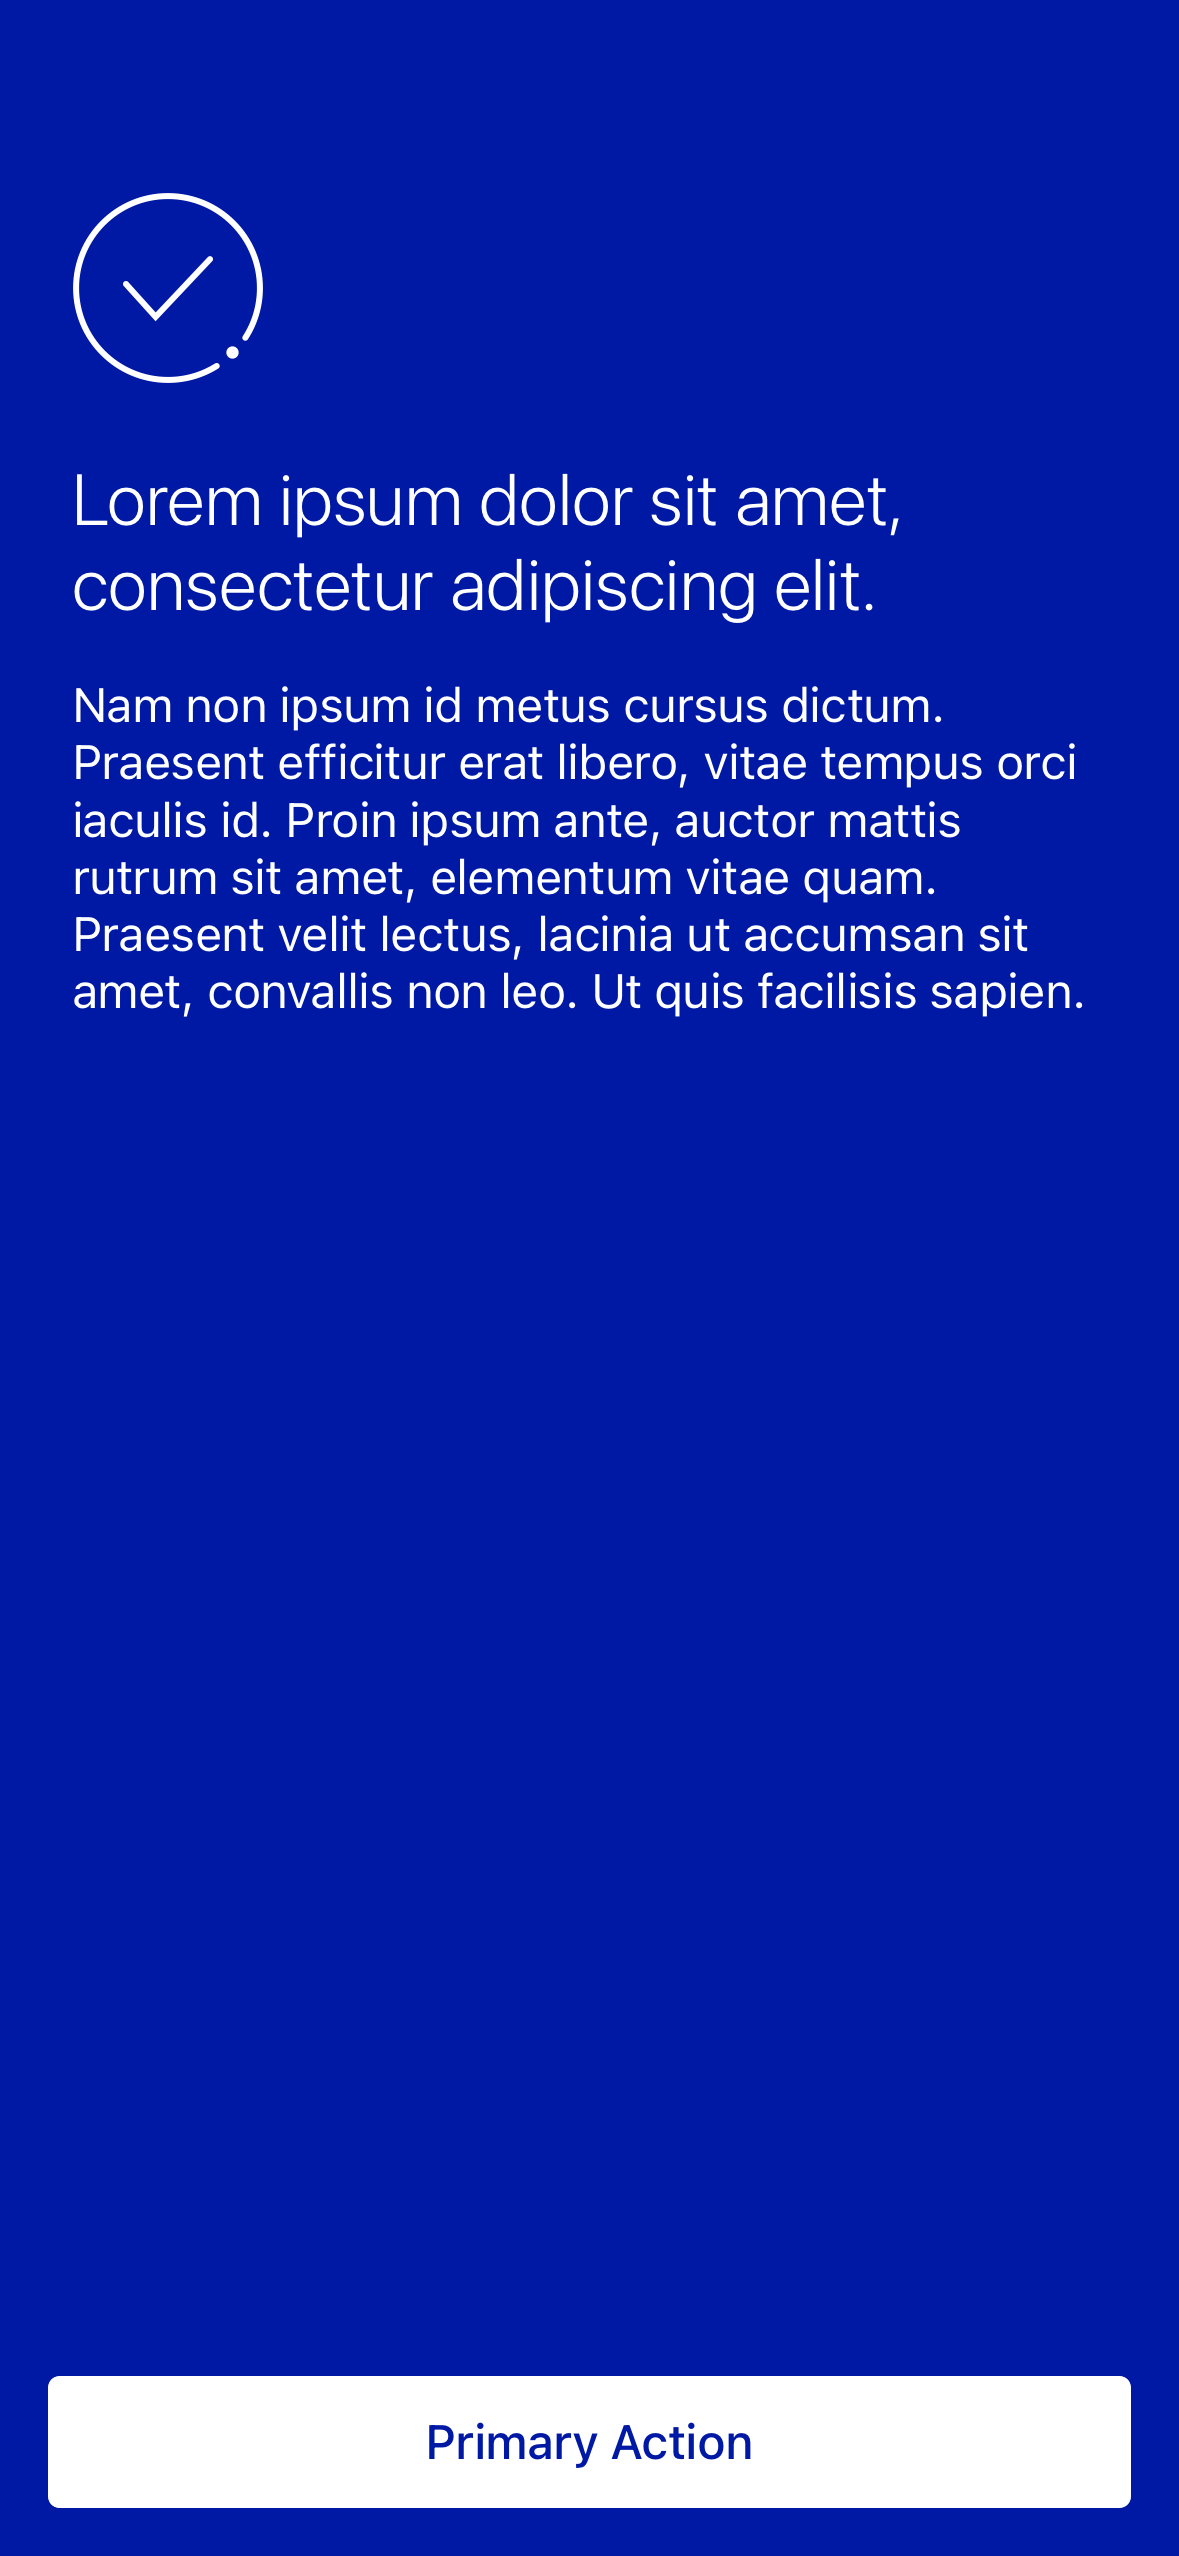 Lorem ipsum dolor sit amet,
consectetur adipiscing elit.
Nam non ipsum id metus cursus dictum.
Praesent efficitur erat libero, vitae tempus orci
iaculis id. Proin ipsum ante, auctor mattis
rutrum sit amet, elementum vitae quam.
Praesent velit lectus, lacinia ut accumsan sit
amet, convallis non leo. Ut quis facilisis sapien.
Primary Action